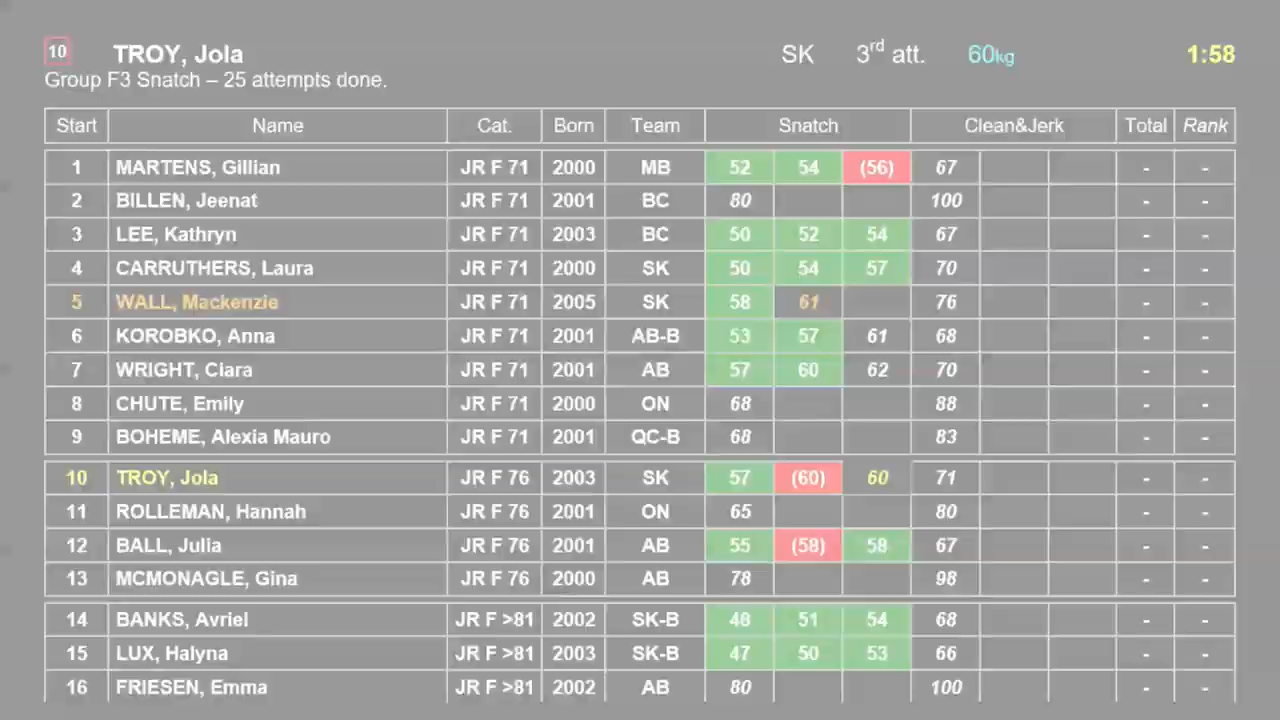 10 TROY, Jola SK 3rd att. 60kg 1:58
Group F3 Snatch – 25 attempts done.
Start Name Cat. Born Team Snatch Clean&Jerk Total Rank
1 MARTENS, Gillian JR F 71 2000 MB 52 54 (56) 67 - -
2 BILLEN, Jeenat JR F 71 2001 BC 80 100 - -
3 LEE, Kathryn JR F 71 2003 BC 50 52 54 67 - -
4 CARRUTHERS, Laura JR F 71 2000 SK 50 54 57 70 - -
5 WALL, Mackenzie JR F 71 2005 SK 58 61 76 - -
6 KOROBKO, Anna JR F 71 2001 AB-B 53 57 61 68 - -
7 WRIGHT, Ciara JR F 71 2001 AB 57 60 62 70 - -
8 CHUTE, Emily JR F 71 2000 ON 68 88 - -
9 BOHEME, Alexia Mauro JR F 71 2001 QC-B 68 83 - -
10 TROY, Jola JR F 76 2003 SK 57 (60) 60 71 - -
11 ROLLEMAN, Hannah JR F 76 2001 ON 65 80 - -
12 BALL, Julia JR F 76 2001 AB 55 (58) 58 67 - -
13 MCMONAGLE, Gina JR F 76 2000 AB 78 98 - -
14 BANKS, Avriel JR F >81 2002 SK-B 48 51 54 68 - -
15 LUX, Halyna JR F >81 2003 SK-B 47 50 53 66 - -
16 FRIESEN, Emma JR F >81 2002 AB 80 100 - -